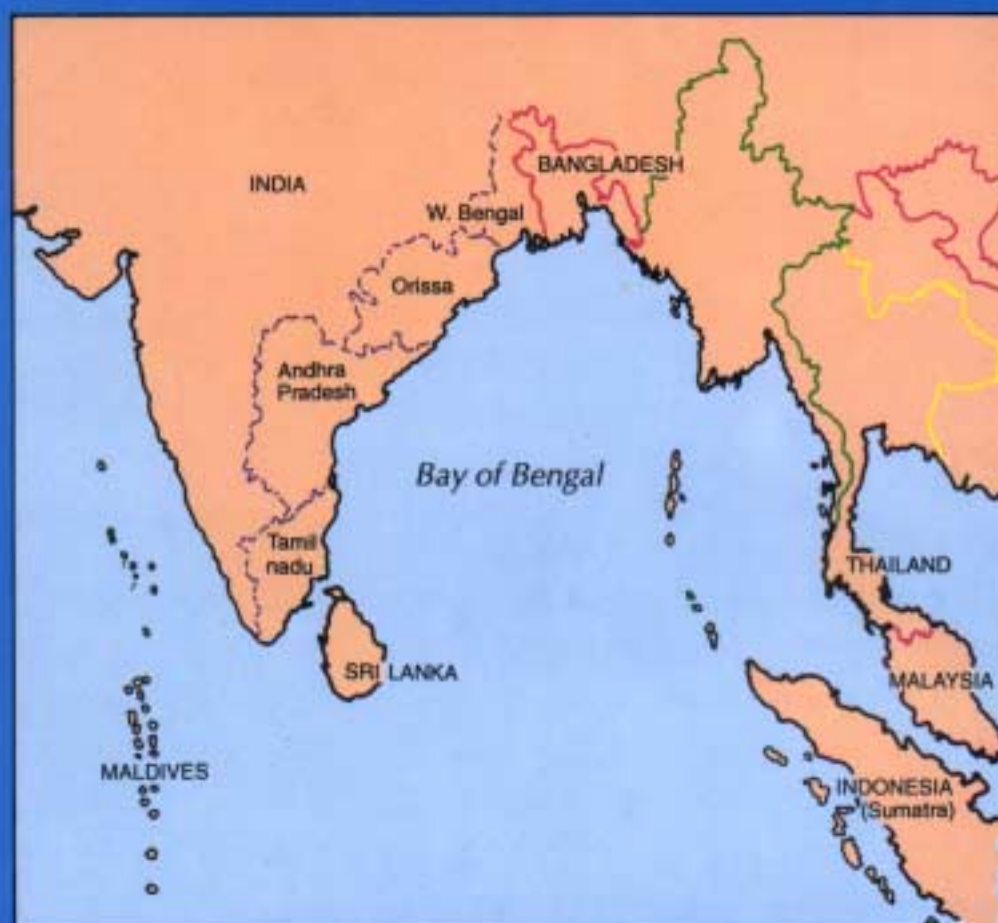 INDIA
BANGLADESH
W. Bengal
Orissa
Andhra
Pradesh
Bay of Bengal
Tamil
nadu
THAILAND
SRI LANKA
MALAYSIA
MALDIVES
INDONESIA
(Sumatra)